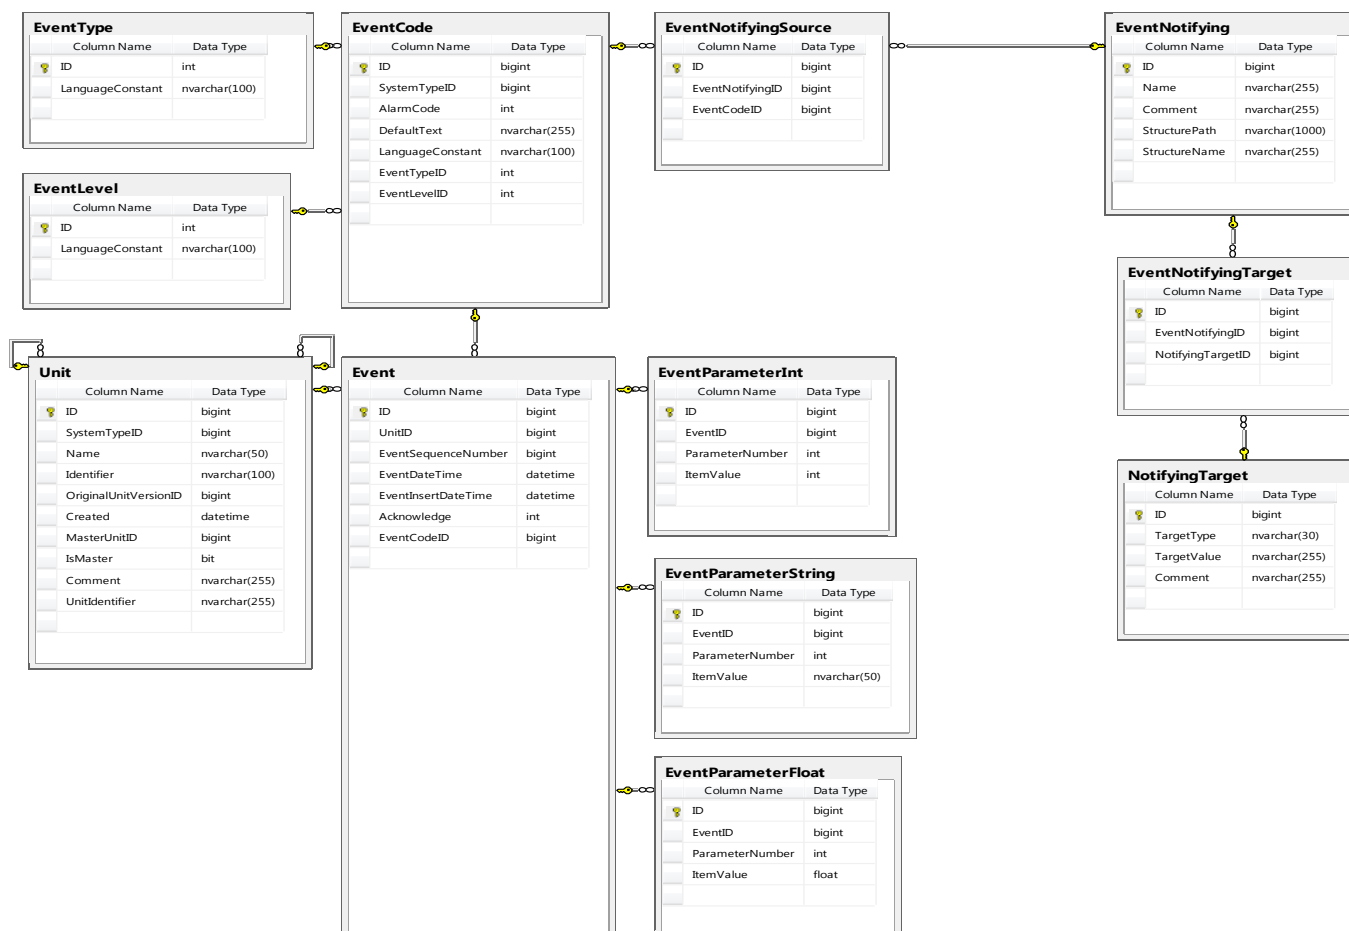 EventType
Column Name Data Type
ID int
LanguageConstant nvarchar(100)
EventLevel
Column Name Data Type
ID int
LanguageConstant nvarchar(100)
EventCode
Column Name Data Type
ID bigint
SystemTypeID bigint
AlarmCode int
DefaultText nvarchar(255)
LanguageConstant nvarchar(100)
EventTypeID int
EventLevelID int
EventNotifyingSource
Column Name Data Type
ID bigint
EventNotifyingID bigint
EventCodeID bigint
EventNotifying
Column Name Data Type
ID bigint
Name nvarchar(255)
Comment nvarchar(255)
StructurePath nvarchar(1000)
StructureName nvarchar(255)
EventNotifyingTarget
Column Name Data Type
ID bigint
EventNotifyingID bigint
NotifyingTargetID bigint
NotifyingTarget
Column Name Data Type
ID bigint
TargetType nvarchar(30)
TargetValue nvarchar(255)
Comment nvarchar(255)
Unit
Column Name Data Type
ID bigint
SystemTypeID bigint
Name nvarchar(50)
Identifier nvarchar(100)
OriginalUnitVersionID bigint
Created datetime
MasterUnitID bigint
IsMaster bit
Comment nvarchar(255)
UnitIdentifier nvarchar(255)
Event
Column Name Data Type
ID bigint
UnitID bigint
EventSequenceNumber bigint
EventDateTime datetime
EventInsertDateTime datetime
Acknowledge int
EventCodeID bigint
EventParameterInt
Column Name Data Type
ID bigint
EventID bigint
ParameterNumber int
ItemValue int
EventParameterString
Column Name Data Type
ID bigint
EventID bigint
ParameterNumber int
ItemValue nvarchar(50)
EventParameterFloat
Column Name Data Type
ID bigint
EventID bigint
ParameterNumber int
ItemValue float